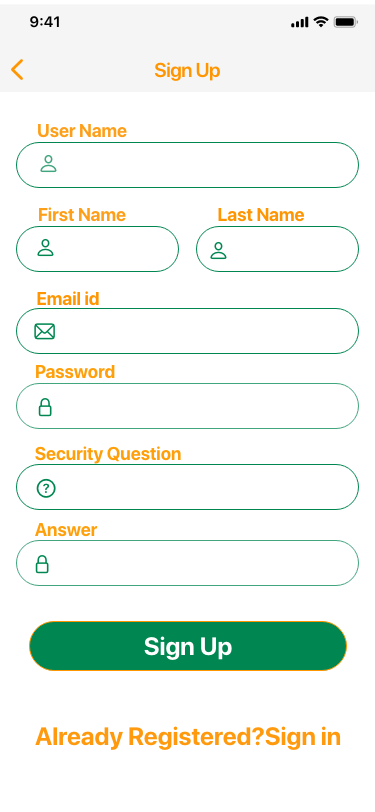 9:41
Sign Up
User Name
First Name Last Name
Email id
Password
Security Question
?
Answer
Sign Up
Already Registered?Sign in